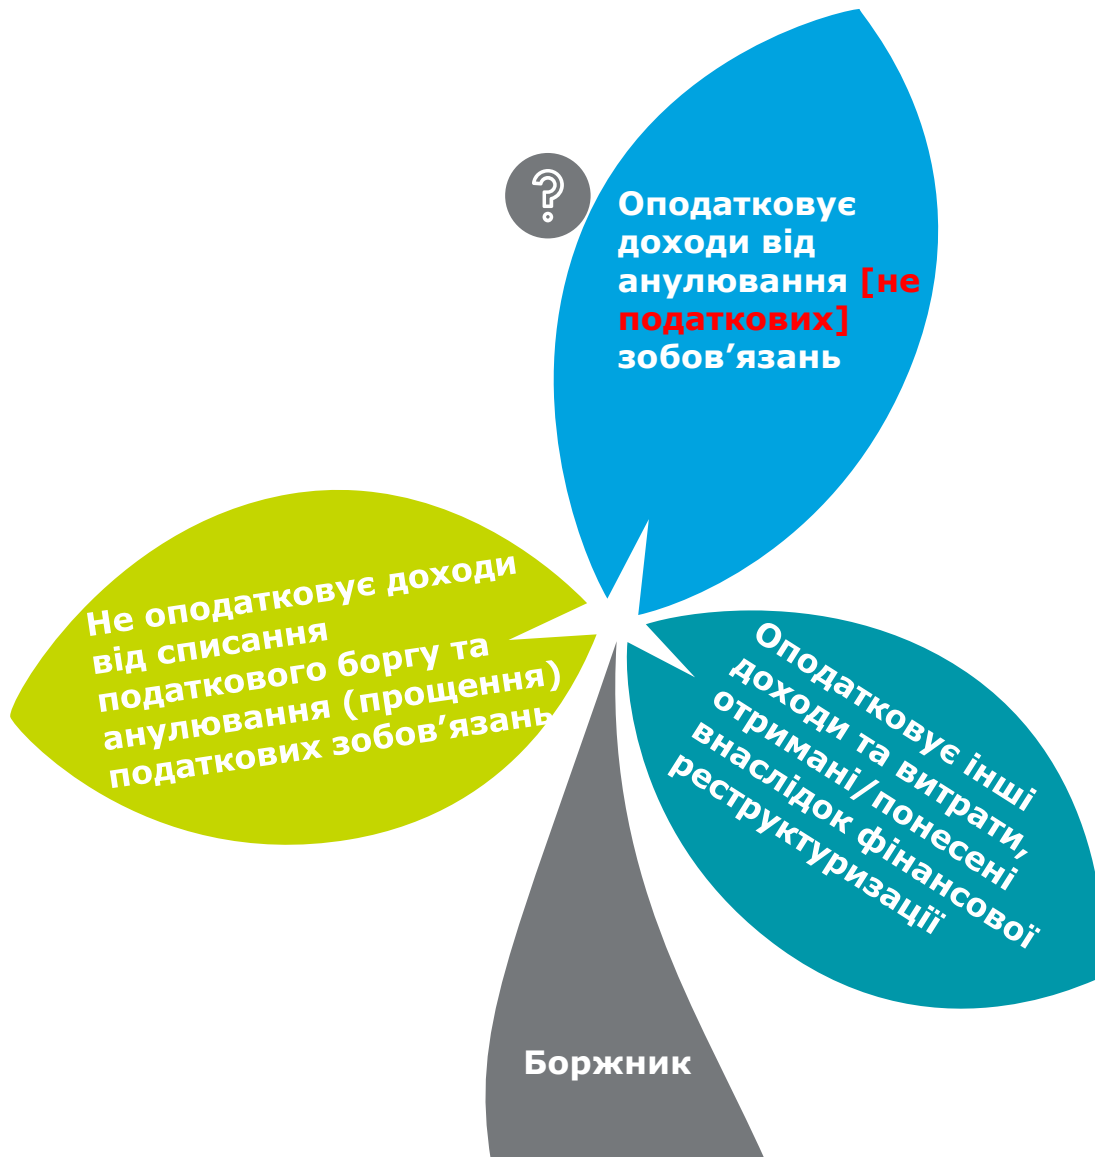 Оподатковує
доходи від
анулювання [не
податкових]
зобов’язань
Не оподатковує доходи
від списання
податкового боргу та
анулювання (прощення)
податкових зобов’язань
Оподатковує інші
доходи та витрати,
отримані/понесені
внаслідок фінансової
реструктуризації
Боржник